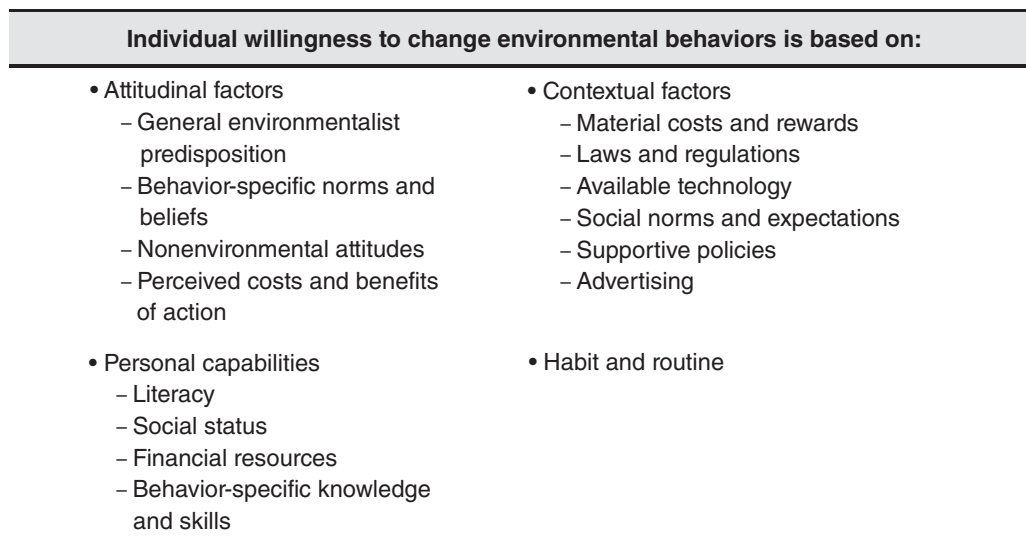 Individual willingness to change environmental behaviors is based on:
• Attitudinal factors
– General environmentalist
predisposition
– Behavior-specific norms and
beliefs
– Nonenvironmental attitudes
– Perceived costs and benefits
of action
• Contextual factors
– Material costs and rewards
– Laws and regulations
– Available technology
– Social norms and expectations
– Supportive policies
– Advertising
• Personal capabilities
– Literacy
– Social status
– Financial resources
– Behavior-specific knowledge
and skills
• Habit and routine